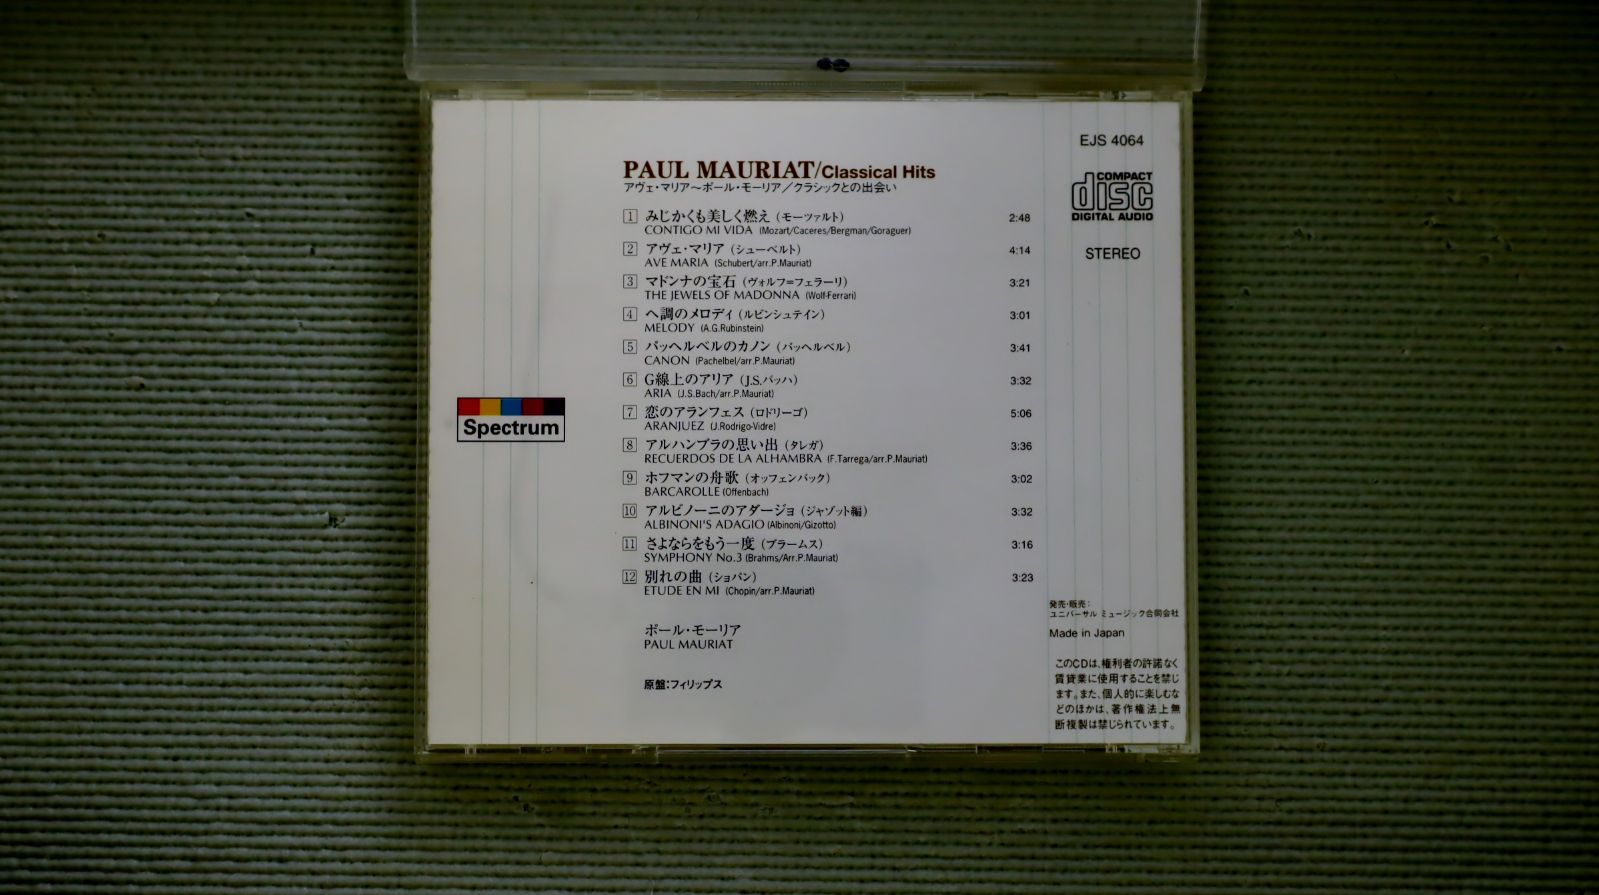 EJS 4064
COMPACT
disc
DIGITAL AUDIO
STEREO
PAUL MAURIAT/Classical Hits
アヴェ・マリア〜ポール・モーリア／クラシックとの出会い
1 みじかくも美しく燃え（モーツァルト） 2:48
CONTIGO MI VIDA (Mozart/Caceres/Bergman/Goraguer)
2 アヴェ・マリア（シューベルト） 4:14
AVE MARIA (Schubert/arr.P.Mauriat)
3 マドンナの宝石（ヴォルフ=フェラーリ） 3:21
THE JEWELS OF MADONNA (Wolf-Ferrari)
4 ヘ調のメロディ（ルビンシュテイン） 3:01
MELODY (A.G.Rubinstein)
5 パッヘルベルのカノン（パッヘルベル） 3:41
CANON (Pachelbel/arr.P.Mauriat)
6 G線上のアリア（J.S.バッハ） 3:32
ARIA (J.S.Bach/arr.P.Mauriat)
7 恋のアランフェス（ロドリーゴ） 5:06
ARANJUEZ (J.Rodrigo-Vidre)
8 アルハンブラの思い出（タレガ） 3:36
RECUERDOS DE LA ALHAMBRA (F.Tarrega/arr.P.Mauriat)
9 ホフマンの舟歌（オッフェンバック） 3:02
BARCAROLLE (Offenbach)
10 アルビノーニのアダージョ（ジャゾット編） 3:32
ALBINONI'S ADAGIO (Albinoni/Gizotto)
11 さよならをもう一度（ブラームス） 3:16
SYMPHONY No.3 (Brahms/Arr.P.Mauriat)
12 別れの曲（ショパン） 3:23
ETUDE EN MI (Chopin/arr.P.Mauriat)
ポール・モーリア
PAUL MAURIAT
原盤：フィリップス
Spectrum
発売・販売：
ユニバーサル ミュージック合同会社
Made in Japan
このCDは、権利者の許諾なく
賃貸業に使用することを禁じ
ます。また、個人的に楽しむな
どのほかは、著作権法上無
断複製は禁じられています。